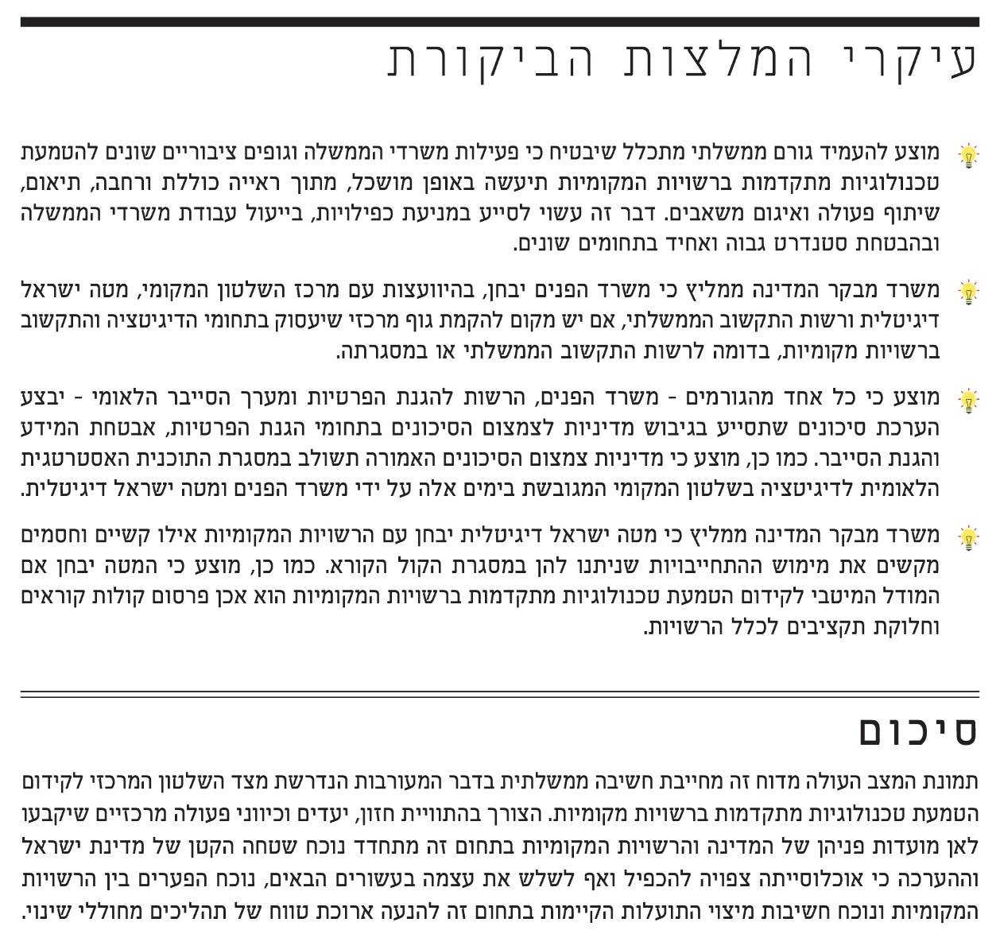 עיקרי המלצות הביקורת
מוצע להעמיד גורם ממשלתי מתכלל שיבטיח כי פעילות משרדי הממשלה וגופים ציבוריים שונים להטמעת
טכנולוגיות מתקדמות ברשויות המקומיות תיעשה באופן מושכל, מתוך ראייה כוללת ורחבה, תיאום,
שיתוף פעולה ואיגום משאבים. דבר זה עשוי לסייע במניעת כפילויות, בייעול עבודת משרדי הממשלה
ובהבטחת סטנדרט גבוה ואחיד בתחומים שונים.
משרד מבקר המדינה ממליץ כי משרד הפנים יבחן, בהיוועצות עם מרכז השלטון המקומי, מטה ישראל
דיגיטלית ורשות התקשוב הממשלתי, אם יש מקום להקמת גוף מרכזי שיעסוק בתחומי הדיגיטציה והתקשוב
ברשויות מקומיות, בדומה לרשות התקשוב הממשלתי או במסגרתה.
מוצע כי כל אחד מהגורמים - משרד הפנים, הרשות להגנת הפרטיות ומערך הסייבר הלאומי - יבצע
הערכת סיכונים שתסייע בגיבוש מדיניות לצמצום הסיכונים בתחומי הגנת הפרטיות, אבטחת המידע
והגנת הסייבר. כמו כן, מוצע כי מדיניות צמצום הסיכונים האמורה תשולב במסגרת התוכנית האסטרטגית
הלאומית לדיגיטציה בשלטון המקומי המגובשת בימים אלה על ידי משרד הפנים ומטה ישראל דיגיטלית.
משרד מבקר המדינה ממליץ כי מטה ישראל דיגיטלית יבחן עם הרשויות המקומיות אילו קשיים וחסמים
מקשים את מימוש ההתחייבויות שניתנו להן במסגרת הקול הקורא. כמו כן, מוצע כי המטה יבחן אם
המודל המיטבי לקידום הטמעת טכנולוגיות מתקדמות ברשויות המקומיות הוא אכן פרסום קולות קוראים
וחלוקת תקציבים לכלל הרשויות.
סיכום
תמונת המצב העולה מדוח זה מחייבת חשיבה ממשלתית בדבר המעורבות הנדרשת מצד השלטון המרכזי לקידום
הטמעת טכנולוגיות מתקדמות ברשויות מקומיות. הצורך בהתוויית חזון, יעדים וכיווני פעולה מרכזיים שיקבעו
לאן מועדות פניהן של המדינה והרשויות המקומיות בתחום זה מתחדד נוכח שטחה הקטן של מדינת ישראל
וההערכה כי אוכלוסייתה צפויה להכפיל ואף לשלש את עצמה בעשורים הבאים, נוכח הפערים בין הרשויות
המקומיות ונוכח חשיבות מיצוי התועלות הקיימות בתחום זה להנעה ארוכת טווח של תהליכים מחוללי שינוי.